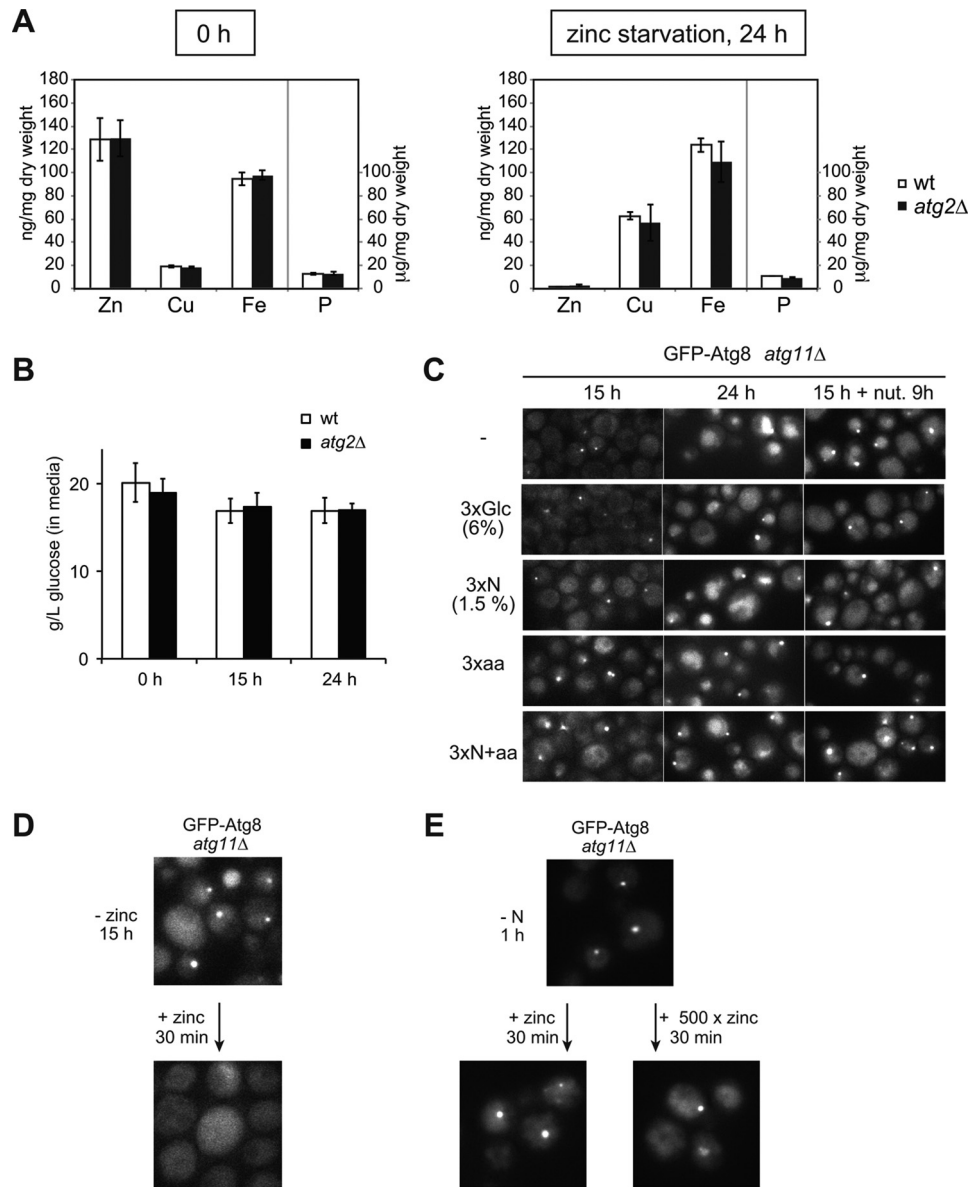 A
0 h
zinc starvation, 24 h
ng/mg dry weight
180
160
140
120
100
80
60
40
20
0
Zn Cu Fe P
100
80
60
40
20
0
µg/mg dry weight
ng/mg dry weight
180
160
140
120
100
80
60
40
20
0
Zn Cu Fe P
100
80
60
40
20
0
µg/mg dry weight
wt
atg2Δ
B
wt
atg2Δ
g/L glucose (in media)
20
10
0
0 h 15 h 24 h
C
GFP-Atg8 atg11Δ
15 h 24 h 15 h + nut. 9h
-
3xGlc
(6%)
3xN
(1.5 %)
3xaa
3xN+aa
D
GFP-Atg8
atg11Δ
- zinc
15 h
+ zinc
30 min
E
GFP-Atg8
atg11Δ
- N
1 h
+ zinc
30 min
+ 500 x zinc
30 min